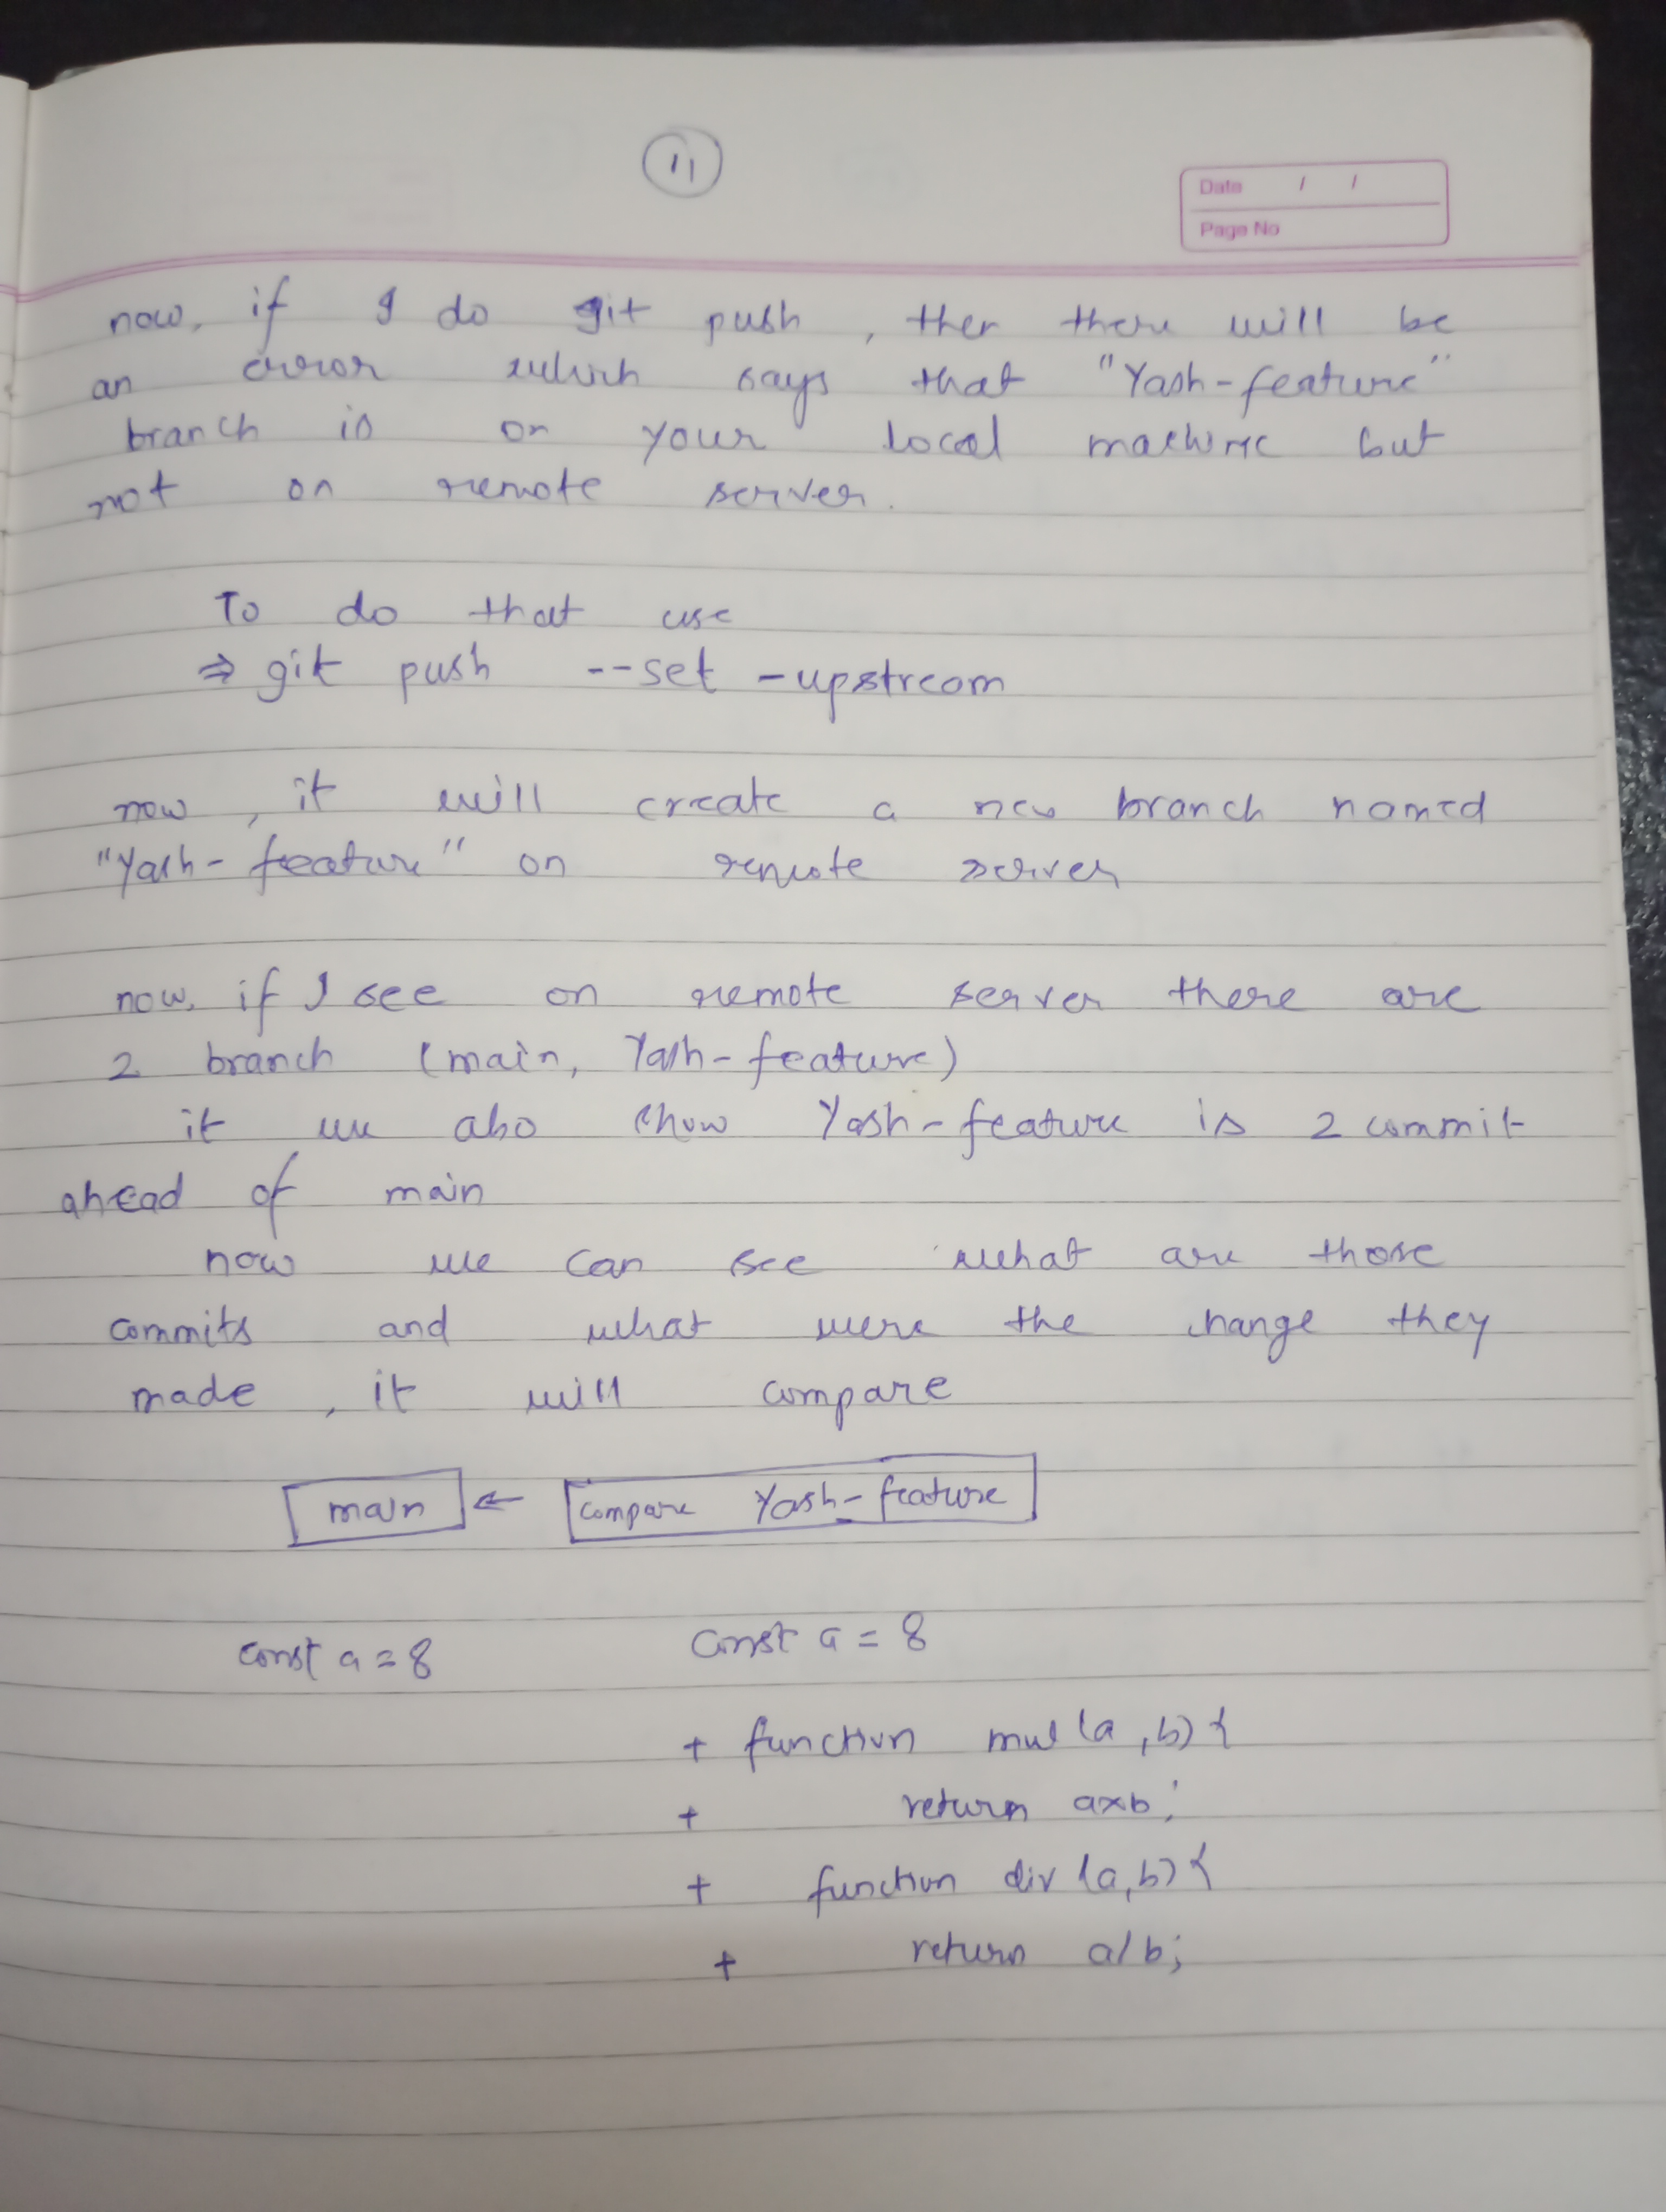 11
Date / /
Page No
now, if I do git push, then there will be
an error which says that "Yash-feature"
branch is on your local machine but
not on remote server.
To do that use
⇒ git push --set -upstream
now, it will create a new branch named
"Yash-feature" on remote server
now, if I see on remote server there are
2 branch (main, Yash-feature)
it also show Yash-feature is 2 commit
ahead of main
now we can see what are those
commits and what were the change they
made, it will compare
main ← compare Yash-feature
const a = 8 const a = 8
+ function mul (a, b) {
+ return a×b;
+ function div (a, b) {
+ return a/b;